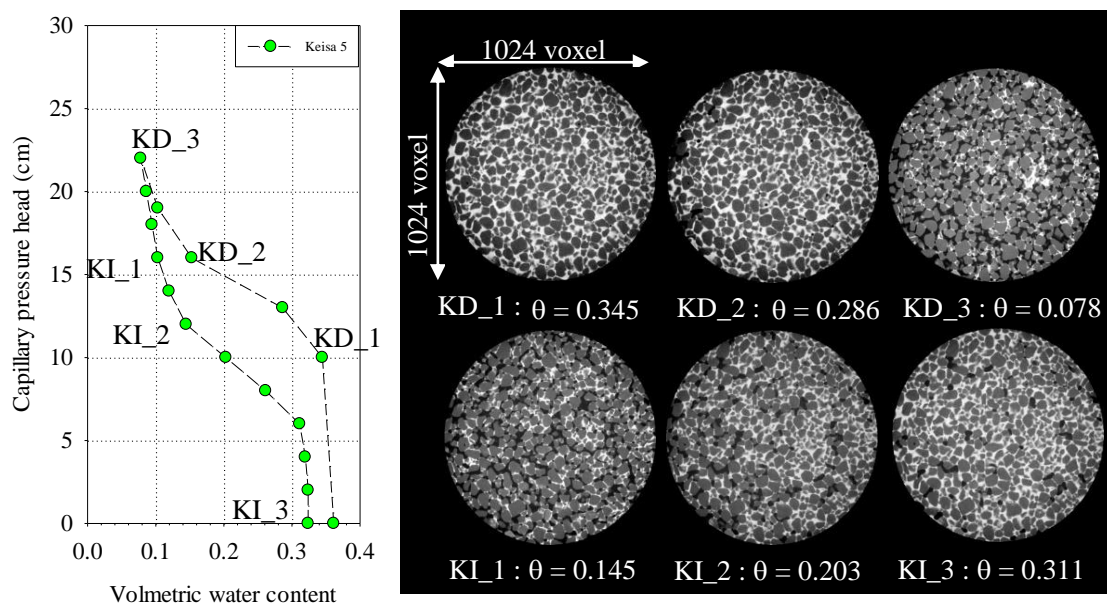 30
25
20
15
10
5
0
Capillary pressure head (cm)
Keisa 5
KD_3
KD_2
KI_1
KI_2
KD_1
KI_3
0.0 0.1 0.2 0.3 0.4
Volmetric water content
1024 voxel
1024 voxel
KD_1 : θ = 0.345 KD_2 : θ = 0.286 KD_3 : θ = 0.078
KI_1 : θ = 0.145 KI_2 : θ = 0.203 KI_3 : θ = 0.311